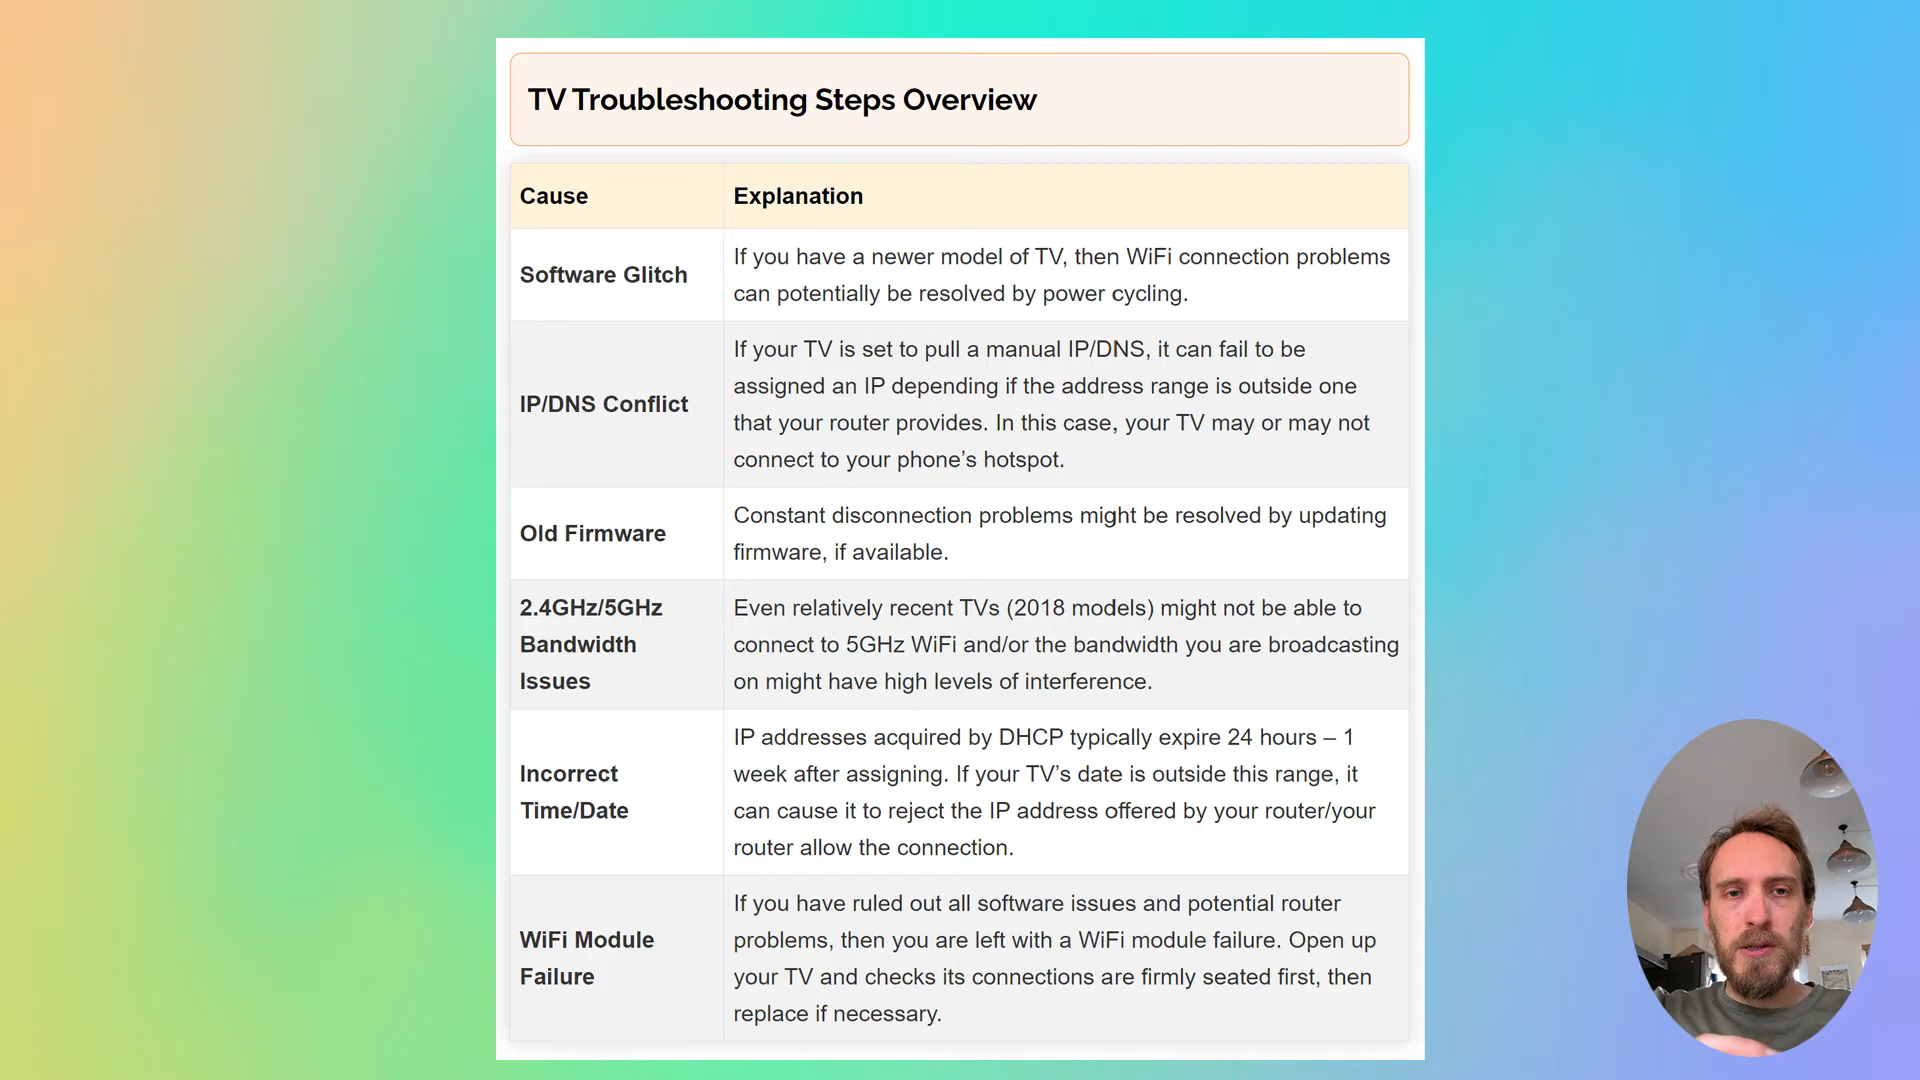 TV Troubleshooting Steps Overview
Cause
Explanation
Software Glitch
If you have a newer model of TV, then WiFi connection problems
can potentially be resolved by power cycling.
IP/DNS Conflict
If your TV is set to pull a manual IP/DNS, it can fail to be
assigned an IP depending if the address range is outside one
that your router provides. In this case, your TV may or may not
connect to your phone’s hotspot.
Old Firmware
Constant disconnection problems might be resolved by updating
firmware, if available.
2.4GHz/5GHz
Bandwidth
Issues
Even relatively recent TVs (2018 models) might not be able to
connect to 5GHz WiFi and/or the bandwidth you are broadcasting
on might have high levels of interference.
Incorrect
Time/Date
IP addresses acquired by DHCP typically expire 24 hours – 1
week after assigning. If your TV’s date is outside this range, it
can cause it to reject the IP address offered by your router/your
router allow the connection.
WiFi Module
Failure
If you have ruled out all software issues and potential router
problems, then you are left with a WiFi module failure. Open up
your TV and checks its connections are firmly seated first, then
replace if necessary.